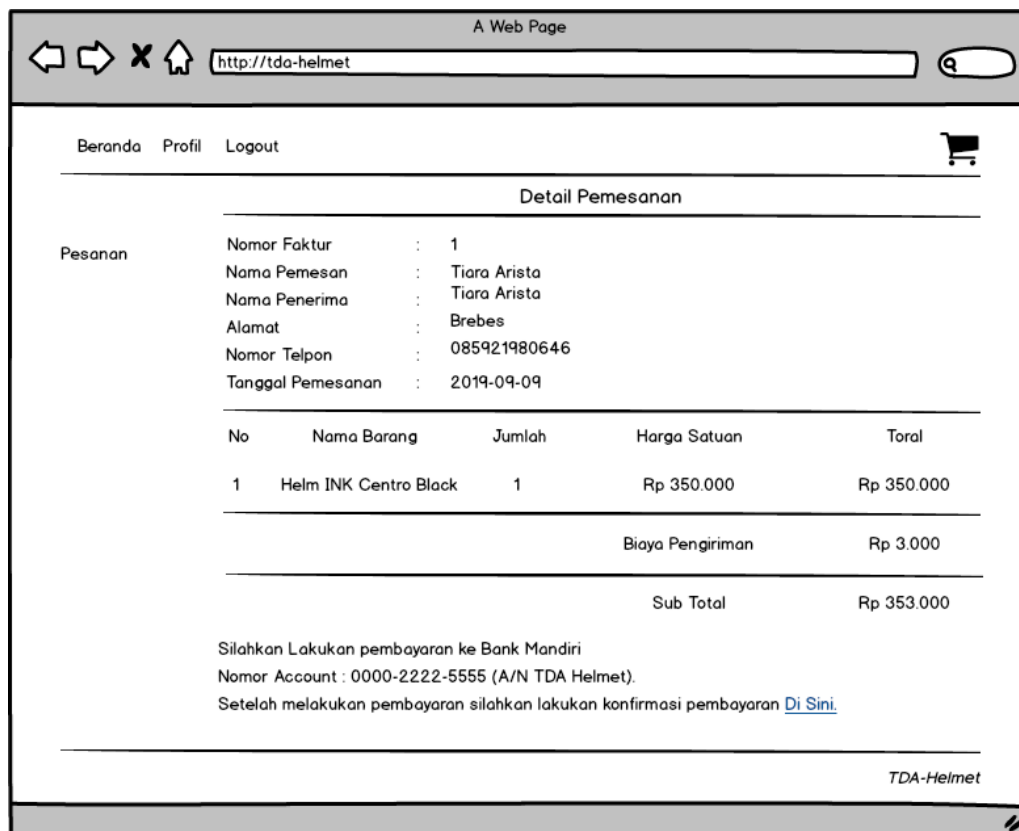 A Web Page
http://tda-helmet
Beranda Profil Logout
Detail Pemesanan
Pesanan
Nomor Faktur : 1
Nama Pemesan : Tiara Arista
Nama Penerima : Tiara Arista
Alamat : Brebes
Nomor Telpon : 085921980646
Tanggal Pemesanan : 2019-09-09
No Nama Barang Jumlah Harga Satuan Toral
1 Helm INK Centro Black 1 Rp 350.000 Rp 350.000
Biaya Pengiriman Rp 3.000
Sub Total Rp 353.000
Silahkan Lakukan pembayaran ke Bank Mandiri
Nomor Account : 0000-2222-5555 (A/N TDA Helmet).
Setelah melakukan pembayaran silahkan lakukan konfirmasi pembayaran Di Sini.
TDA-Helmet